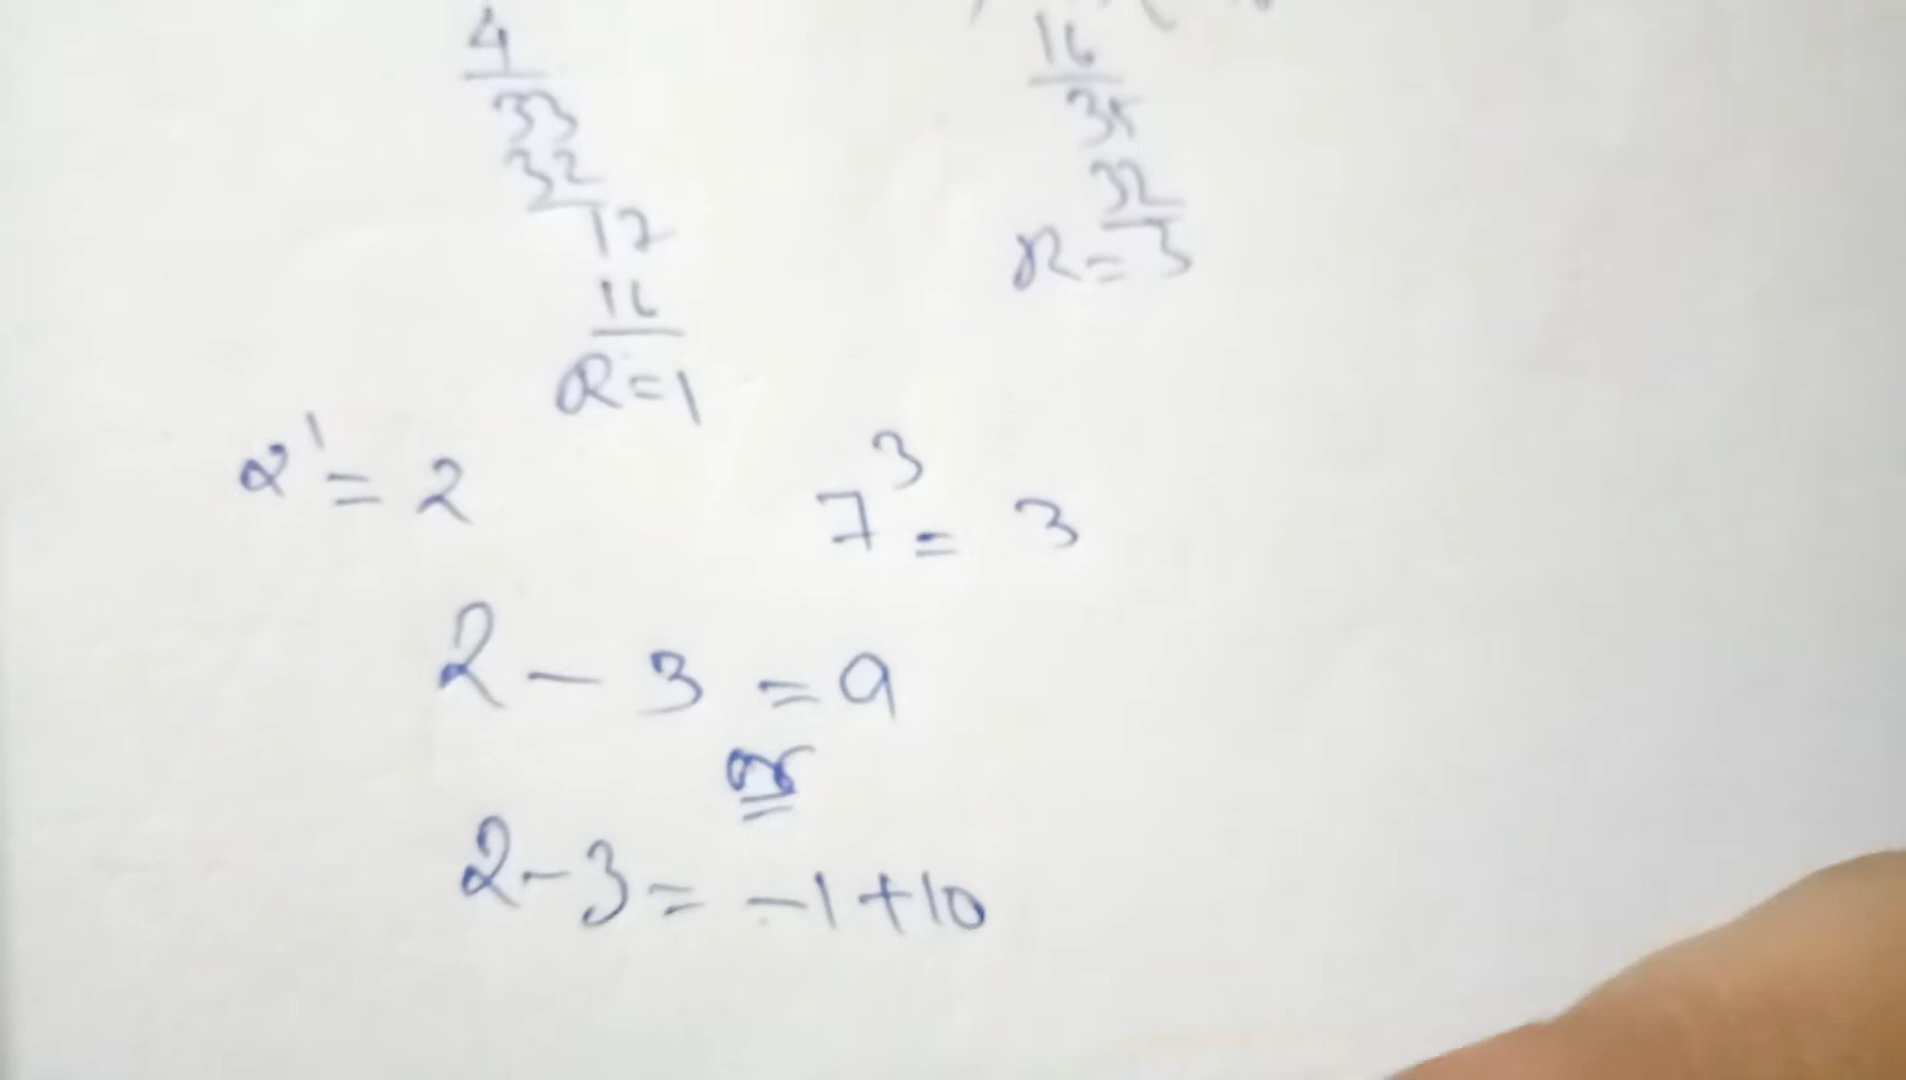 4
33
32
17
16
R=1
16
35
32
R=3
2¹ = 2
7³ = 3
2 - 3 = 9
or
2-3 = -1+10